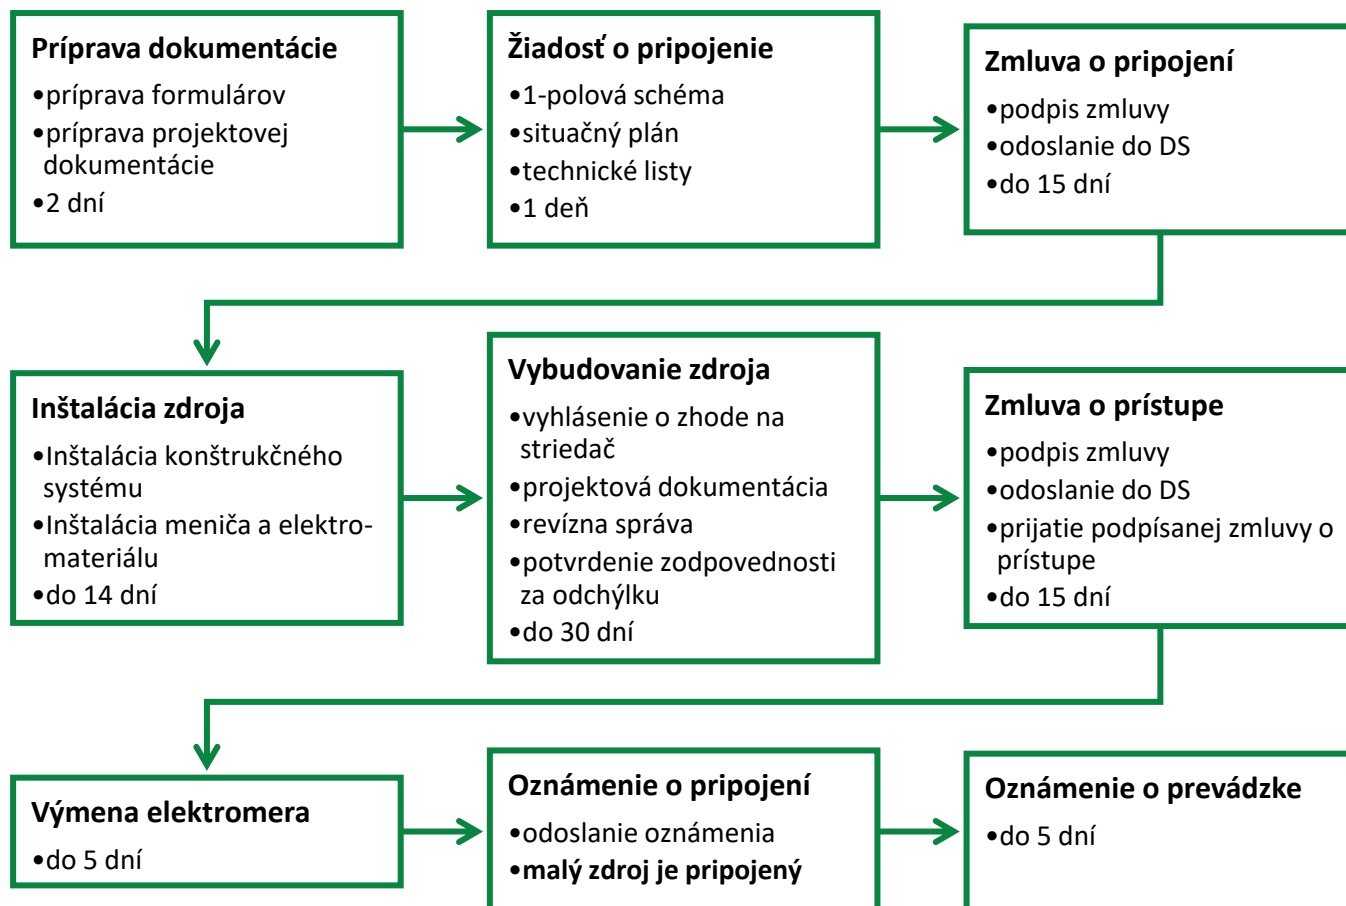 Príprava dokumentácie
•príprava formulárov
•príprava projektovej
dokumentácie
•2 dní
Žiadosť o pripojenie
•1-polová schéma
•situačný plán
•technické listy
•1 deň
Zmluva o pripojení
•podpis zmluvy
•odoslanie do DS
•do 15 dní
Inštalácia zdroja
•Inštalácia konštrukčného
systému
•Inštalácia meniča a elektro-
materiálu
•do 14 dní
Vybudovanie zdroja
•vyhlásenie o zhode na
striedač
•projektová dokumentácia
•revízna správa
•potvrdenie zodpovednosti
za odchýlku
•do 30 dní
Zmluva o prístupe
•podpis zmluvy
•odoslanie do DS
•prijatie podpísanej zmluvy o
prístupe
•do 15 dní
Výmena elektromera
•do 5 dní
Oznámenie o pripojení
•odoslanie oznámenia
•malý zdroj je pripojený
Oznámenie o prevádzke
•do 5 dní